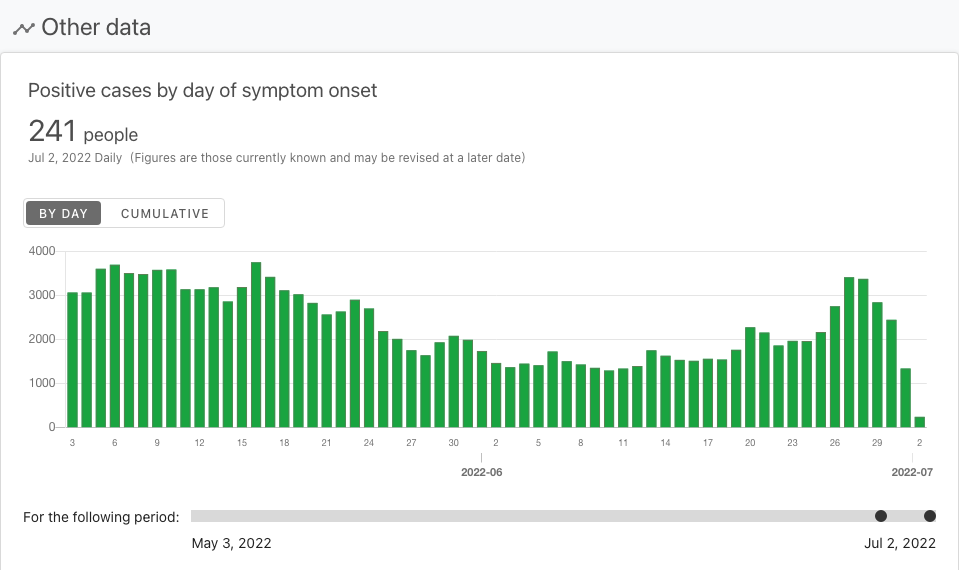 Other data
Positive cases by day of symptom onset
241 people
Jul 2, 2022 Daily (Figures are those currently known and may be revised at a later date)
BY DAY CUMULATIVE
4000
3000
2000
1000
0
3 6 9 12 15 18 21 24 27 30 2 5 8 11 14 17 20 23 26 29 2
2022-06 2022-07
For the following period:
May 3, 2022 Jul 2, 2022